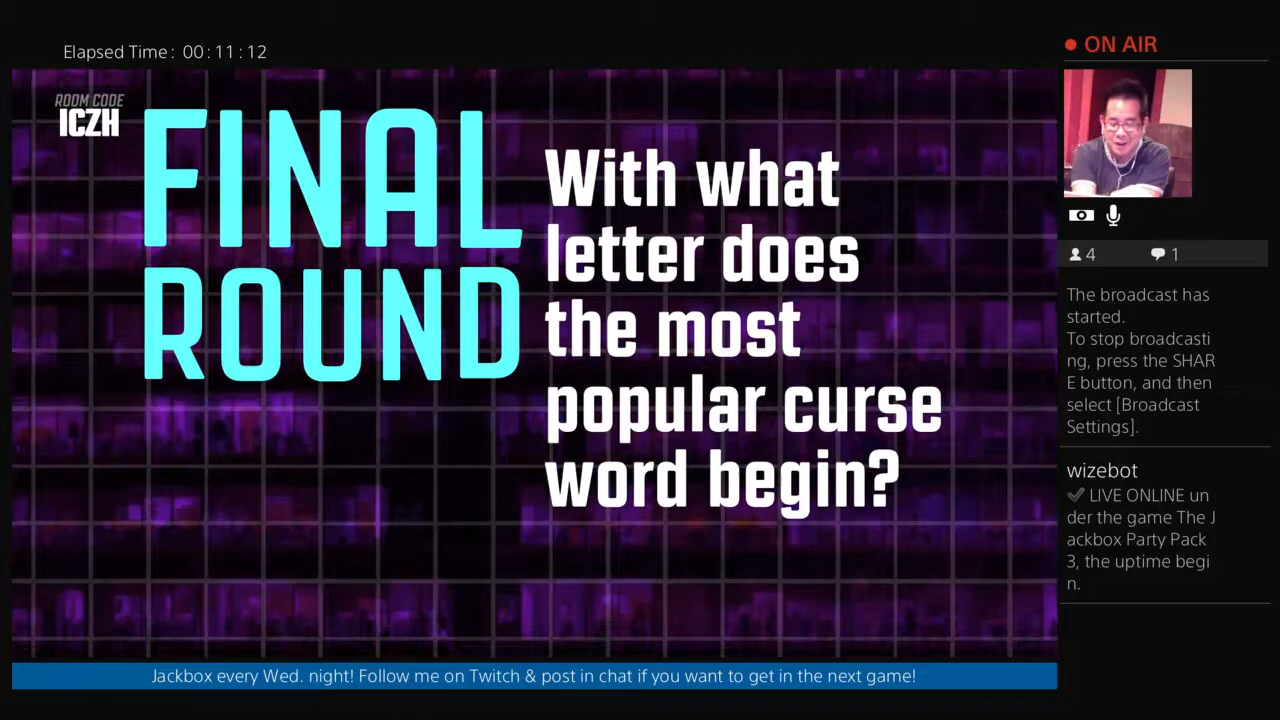 Elapsed Time: 00:11:12
ON AIR
ROOM CODE
ICZH
FINAL
ROUND
With what
letter does
the most
popular curse
word begin?
4
1
The broadcast has
started.
To stop broadcasti
ng, press the SHAR
E button, and then
select [Broadcast
Settings].
wizebot
✔ LIVE ONLINE un
der the game The J
ackbox Party Pack
3, the uptime begi
n.
Jackbox every Wed. night! Follow me on Twitch & post in chat if you want to get in the next game!